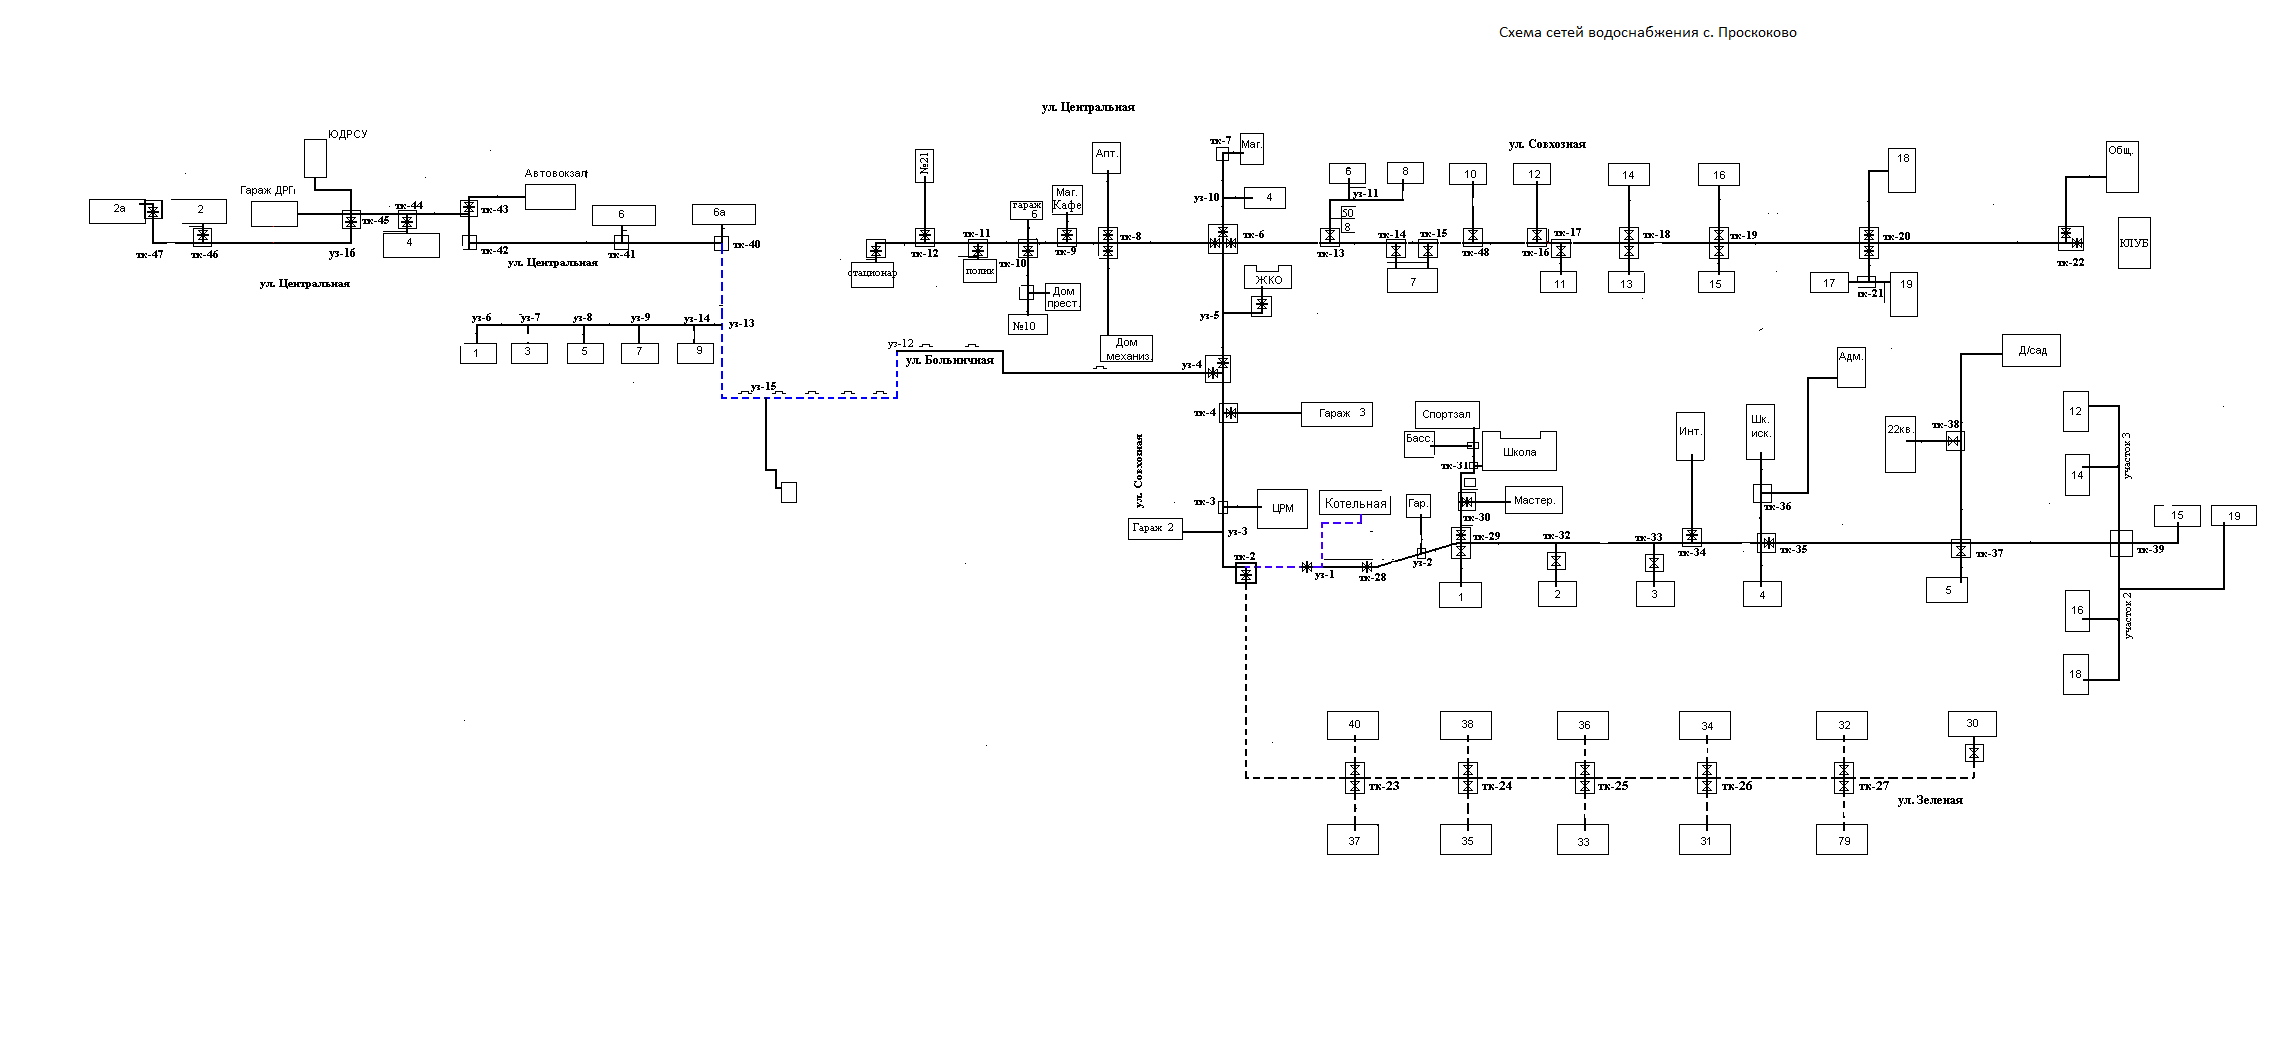 Схема сетей водоснабжения с. Проскоково
ул. Центральная
ЮДРСУ
Автовокзал
Гараж ДРГ
2а
2
тк-44
тк-43
6
6а
тк-45
4
тк-47
тк-46
уз-16
тк-42
тк-41
тк-40
ул. Центральная
ул. Центральная
№21
Апт.
тк-7
Маг.
Маг.
Кафе
гараж
6
уз-10
4
тк-11
тк-8
тк-6
стационар
тк-12
полик
тк-10
тк-9
Дом
прест.
№10
Дом
механиз.
ЖКО
уз-5
ул. Совхозная
6
8
10
12
14
16
18
Общ.
уз-11
50
8
тк-14
тк-15
тк-17
тк-18
тк-19
тк-20
КЛУБ
тк-13
тк-48
тк-16
тк-22
7
11
13
15
17
тк-21
19
уз-6
уз-7
уз-8
уз-9
уз-14
уз-13
1
3
5
7
9
уз-12
ул. Больничная
уз-15
уз-4
тк-4
Гараж 3
ул. Совхозная
тк-3
ЦРМ
Гараж 2
уз-3
тк-2
Котельная
уз-1
тк-28
Гар.
уз-2
Спортзал
Басс.
Школа
тк-31
Мастер.
тк-30
тк-29
тк-32
тк-33
Инт.
тк-34
Шк.
иск.
Адм.
тк-36
тк-35
Д/сад
22кв.
тк-38
тк-37
12
14
участок 3
15
19
тк-39
1
2
3
4
5
16
участок 2
18
40
38
36
34
32
30
тк-23
тк-24
тк-25
тк-26
тк-27
ул. Зеленая
37
35
33
31
79